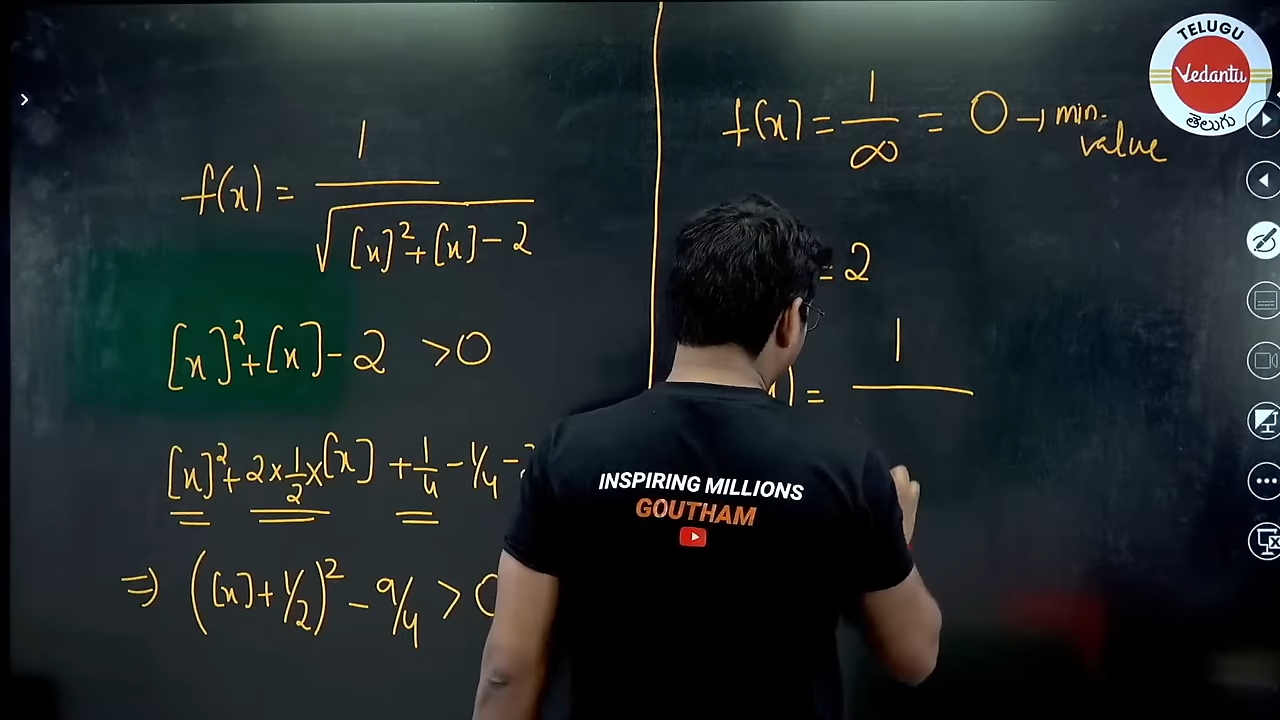 f(x) = 1
√[x]²+[x]-2
[x]²+[x]-2 >0
[x]²+2×1/2×[x] +1/4 -1/4 -
⇒ ([x]+1/2)² - 9/4 > 0
f(x) = 1/∞ = 0 → min.
value
= 2
) = 1
INSPIRING MILLIONS
GOUTHAM
TELUGU
Vedantu
తెలుగు